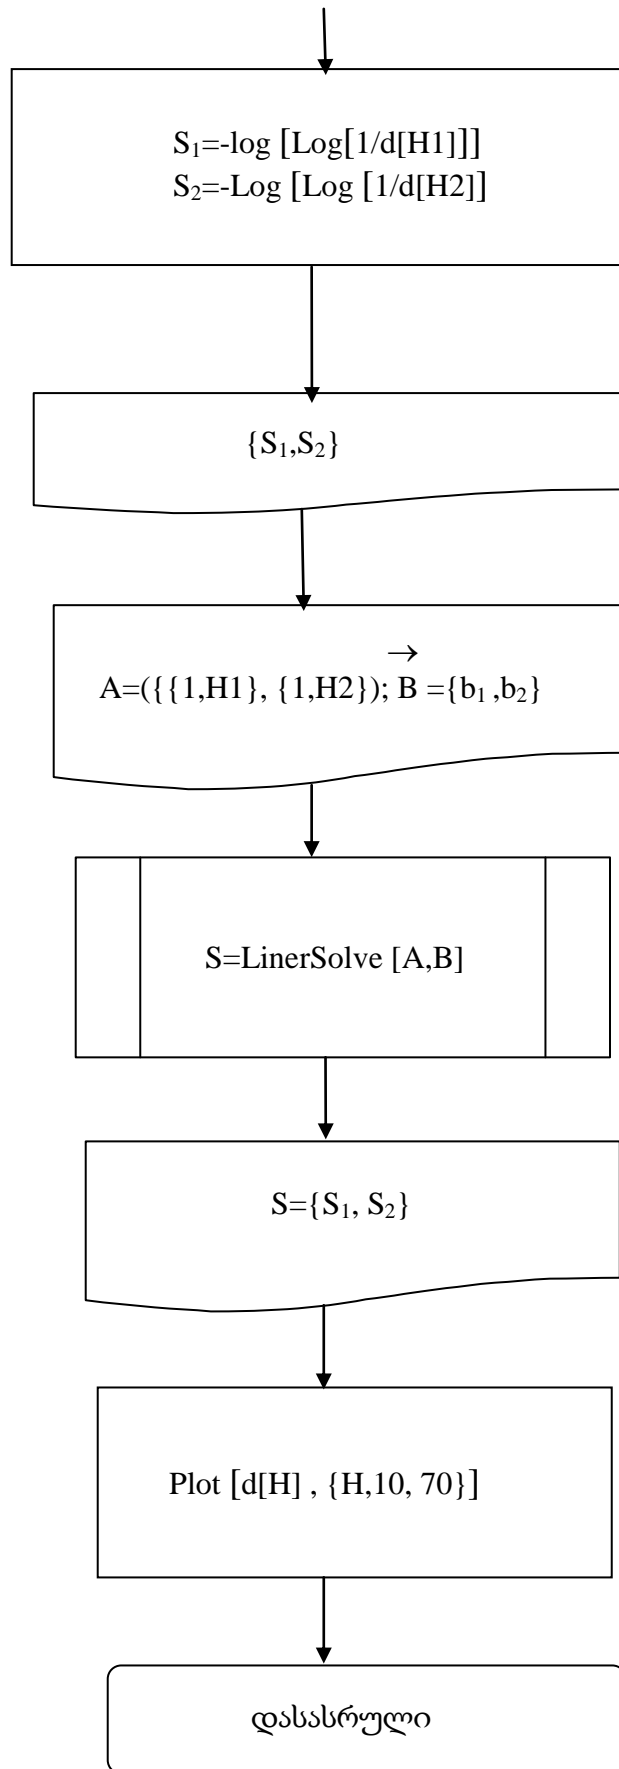 S₁=-log [Log[1/d[H1]]]
S₂=-Log [Log [1/d[H2]]
{S₁,S₂}
→
A=({{1,H1}, {1,H2}}); B ={b₁ ,b₂}
S=LinerSolve [A,B]
S={S₁, S₂}
Plot [d[H] , {H,10, 70}]
დასასრული